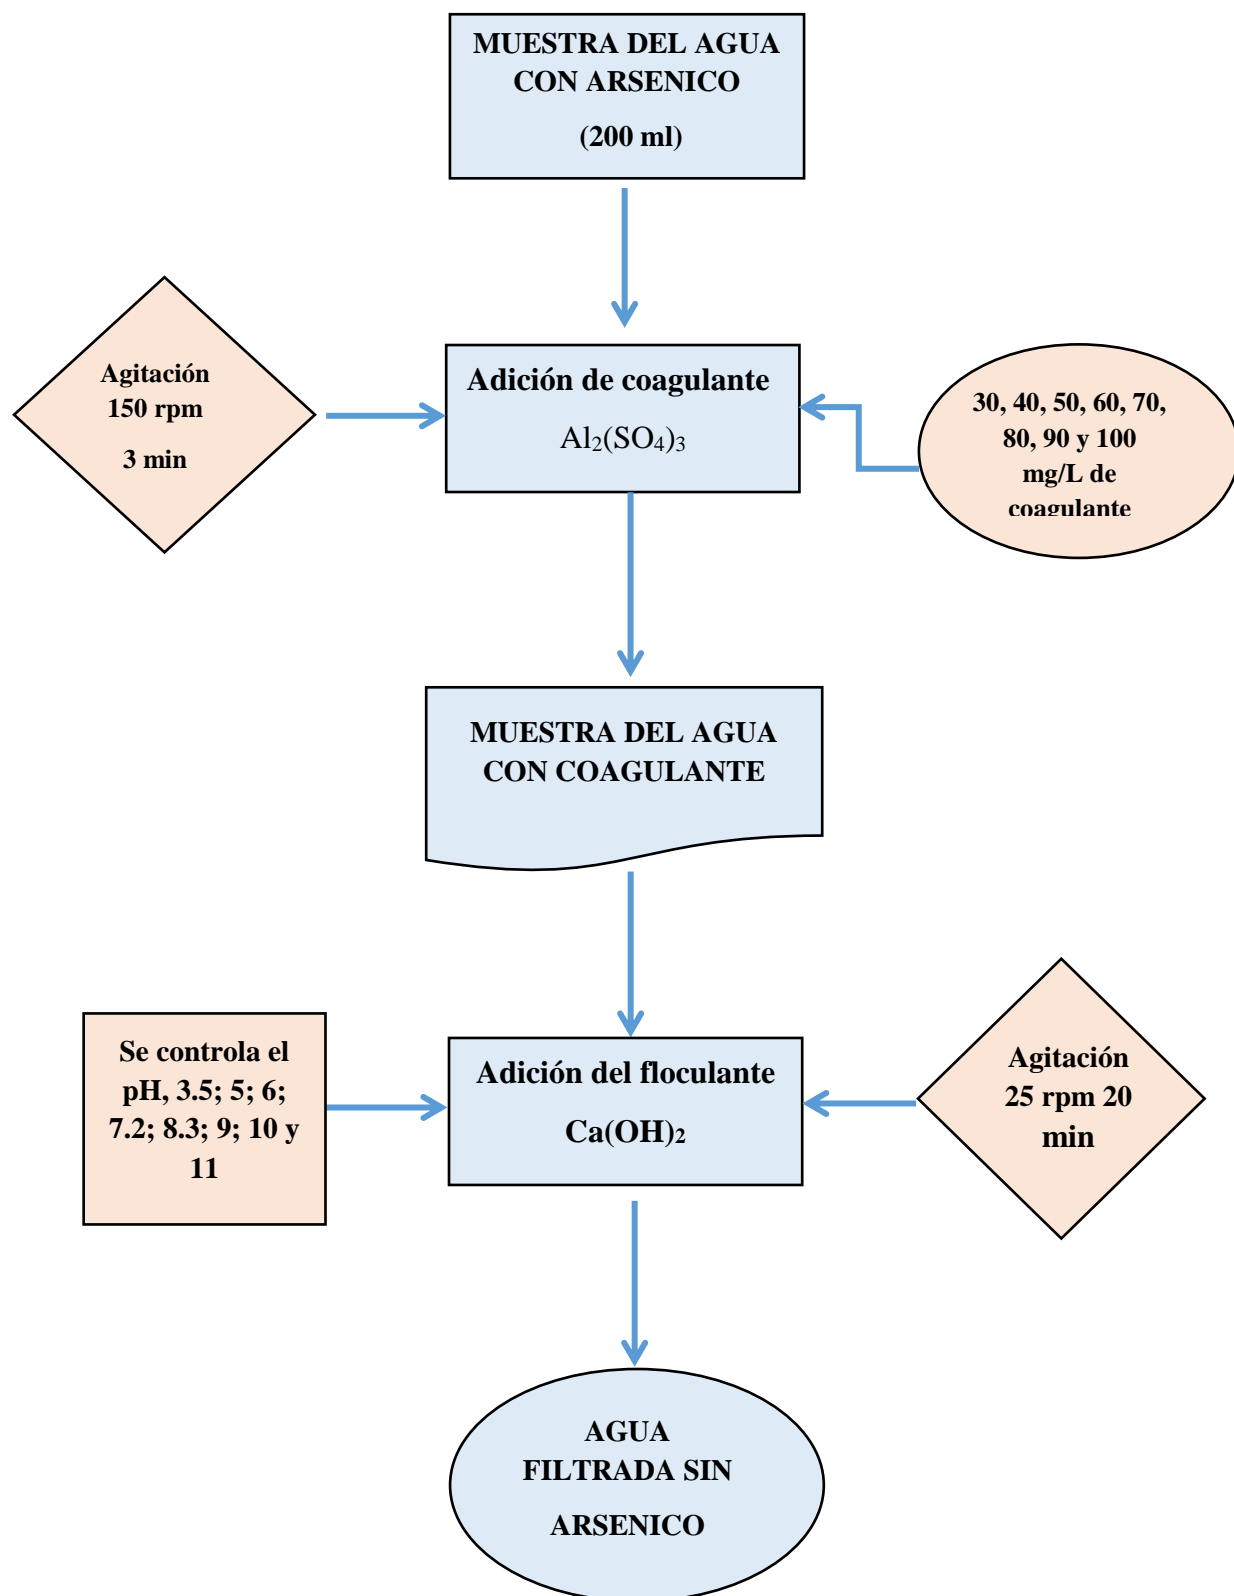 MUESTRA DEL AGUA
CON ARSENICO
(200 ml)
Agitación
150 rpm
3 min
Adición de coagulante
Al₂(SO₄)₃
30, 40, 50, 60, 70,
80, 90 y 100
mg/L de
coagulante
MUESTRA DEL AGUA
CON COAGULANTE
Se controla el
pH, 3.5; 5; 6;
7.2; 8.3; 9; 10 y
11
Adición del floculante
Ca(OH)₂
Agitación
25 rpm 20
min
AGUA
FILTRADA SIN
ARSENICO